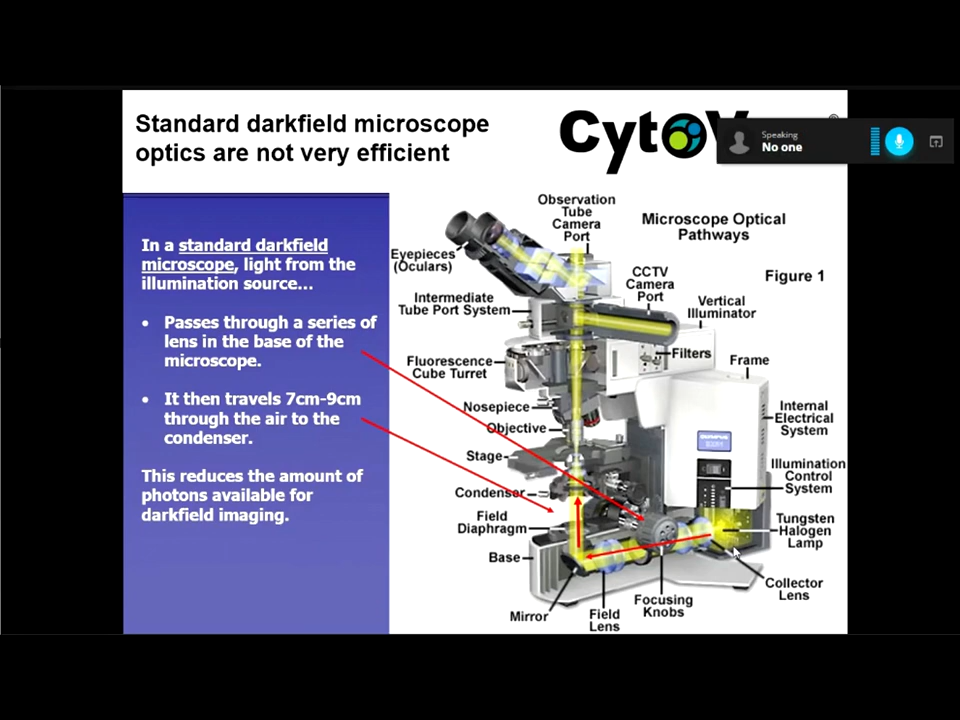 Standard darkfield microscope
optics are not very efficient
CytoV
Speaking
No one
In a standard darkfield
microscope, light from the
illumination source...
• Passes through a series of
lens in the base of the
microscope.
• It then travels 7cm-9cm
through the air to the
condenser.
This reduces the amount of
photons available for
darkfield imaging.
Microscope Optical
Pathways
Figure 1
Observation
Tube
Camera
Port
Eyepieces
(Oculars)
CCTV
Camera
Port
Intermediate
Tube Port System
Vertical
Illuminator
Filters
Frame
Fluorescence
Cube Turret
Nosepiece
Internal
Electrical
System
Objective
OLYMPUS
Stage
Illumination
Control
System
Condenser
Field
Diaphragm
Tungsten
Halogen
Lamp
Base
Collector
Lens
Mirror
Field
Lens
Focusing
Knobs